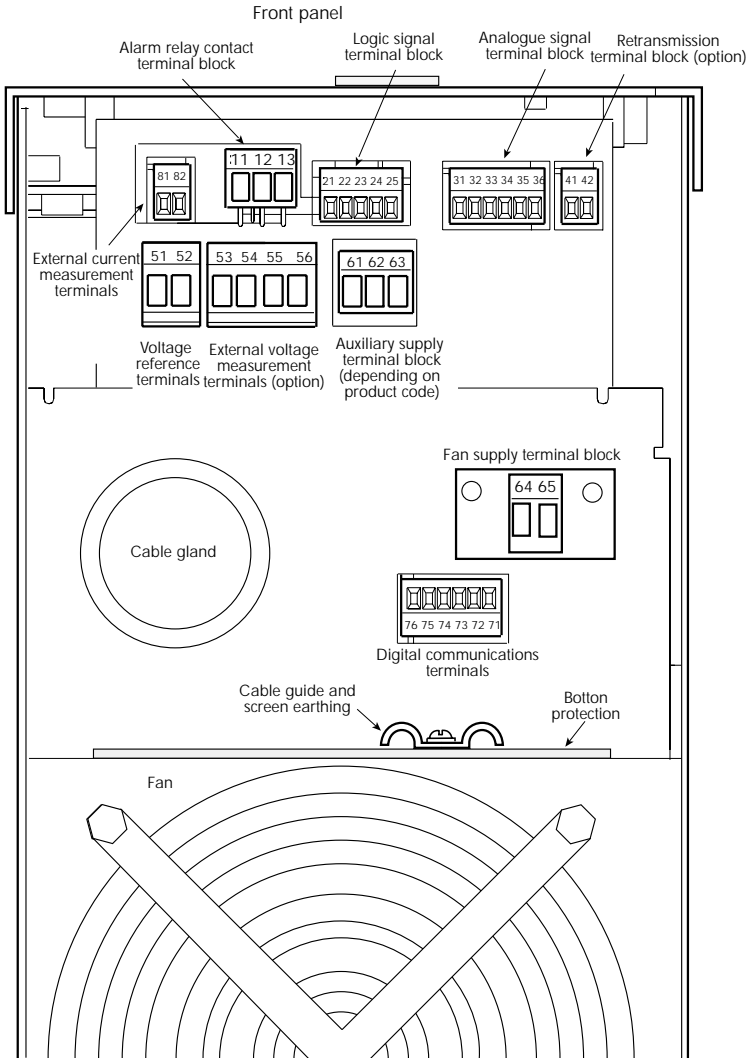 Front panel
Alarm relay contact
terminal block
Logic signal
terminal block
Analogue signal
terminal block
Retransmission
terminal block (option)
81 82
11 12 13
21 22 23 24 25
31 32 33 34 35 36
41 42
External current
measurement
terminals
51 52
53 54 55 56
61 62 63
Voltage
reference
terminals
External voltage
measurement
terminals (option)
Auxiliary supply
terminal block
(depending on
product code)
Fan supply terminal block
64 65
Cable gland
76 75 74 73 72 71
Digital communications
terminals
Cable guide and
screen earthing
Botton
protection
Fan